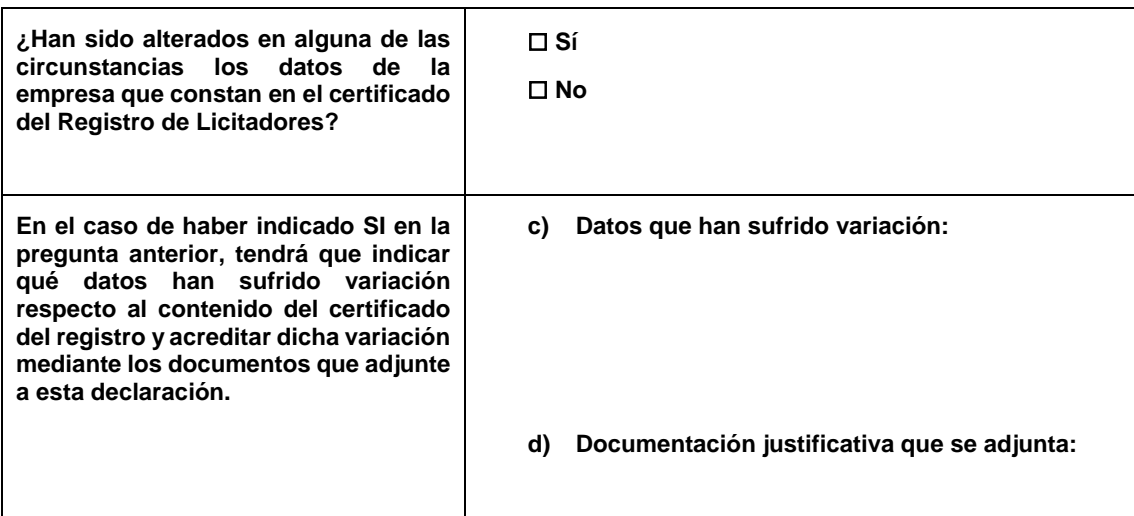 ¿Han sido alterados en alguna de las
circunstancias los datos de la
empresa que constan en el certificado
del Registro de Licitadores?
☐ Sí
☐ No
En el caso de haber indicado SI en la
pregunta anterior, tendrá que indicar
qué datos han sufrido variación
respecto al contenido del certificado
del registro y acreditar dicha variación
mediante los documentos que adjunte
a esta declaración.
c) Datos que han sufrido variación:
d) Documentación justificativa que se adjunta: